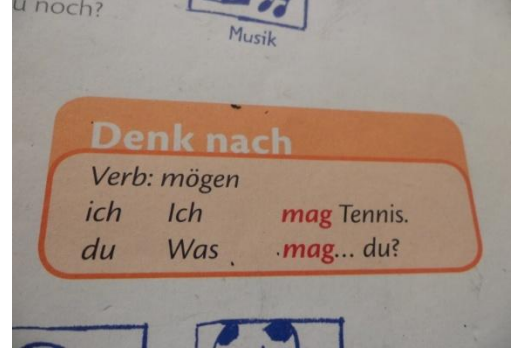 u noch?
Musik
Denk nach
Verb: mögen
ich Ich mag Tennis.
du Was mag... du?